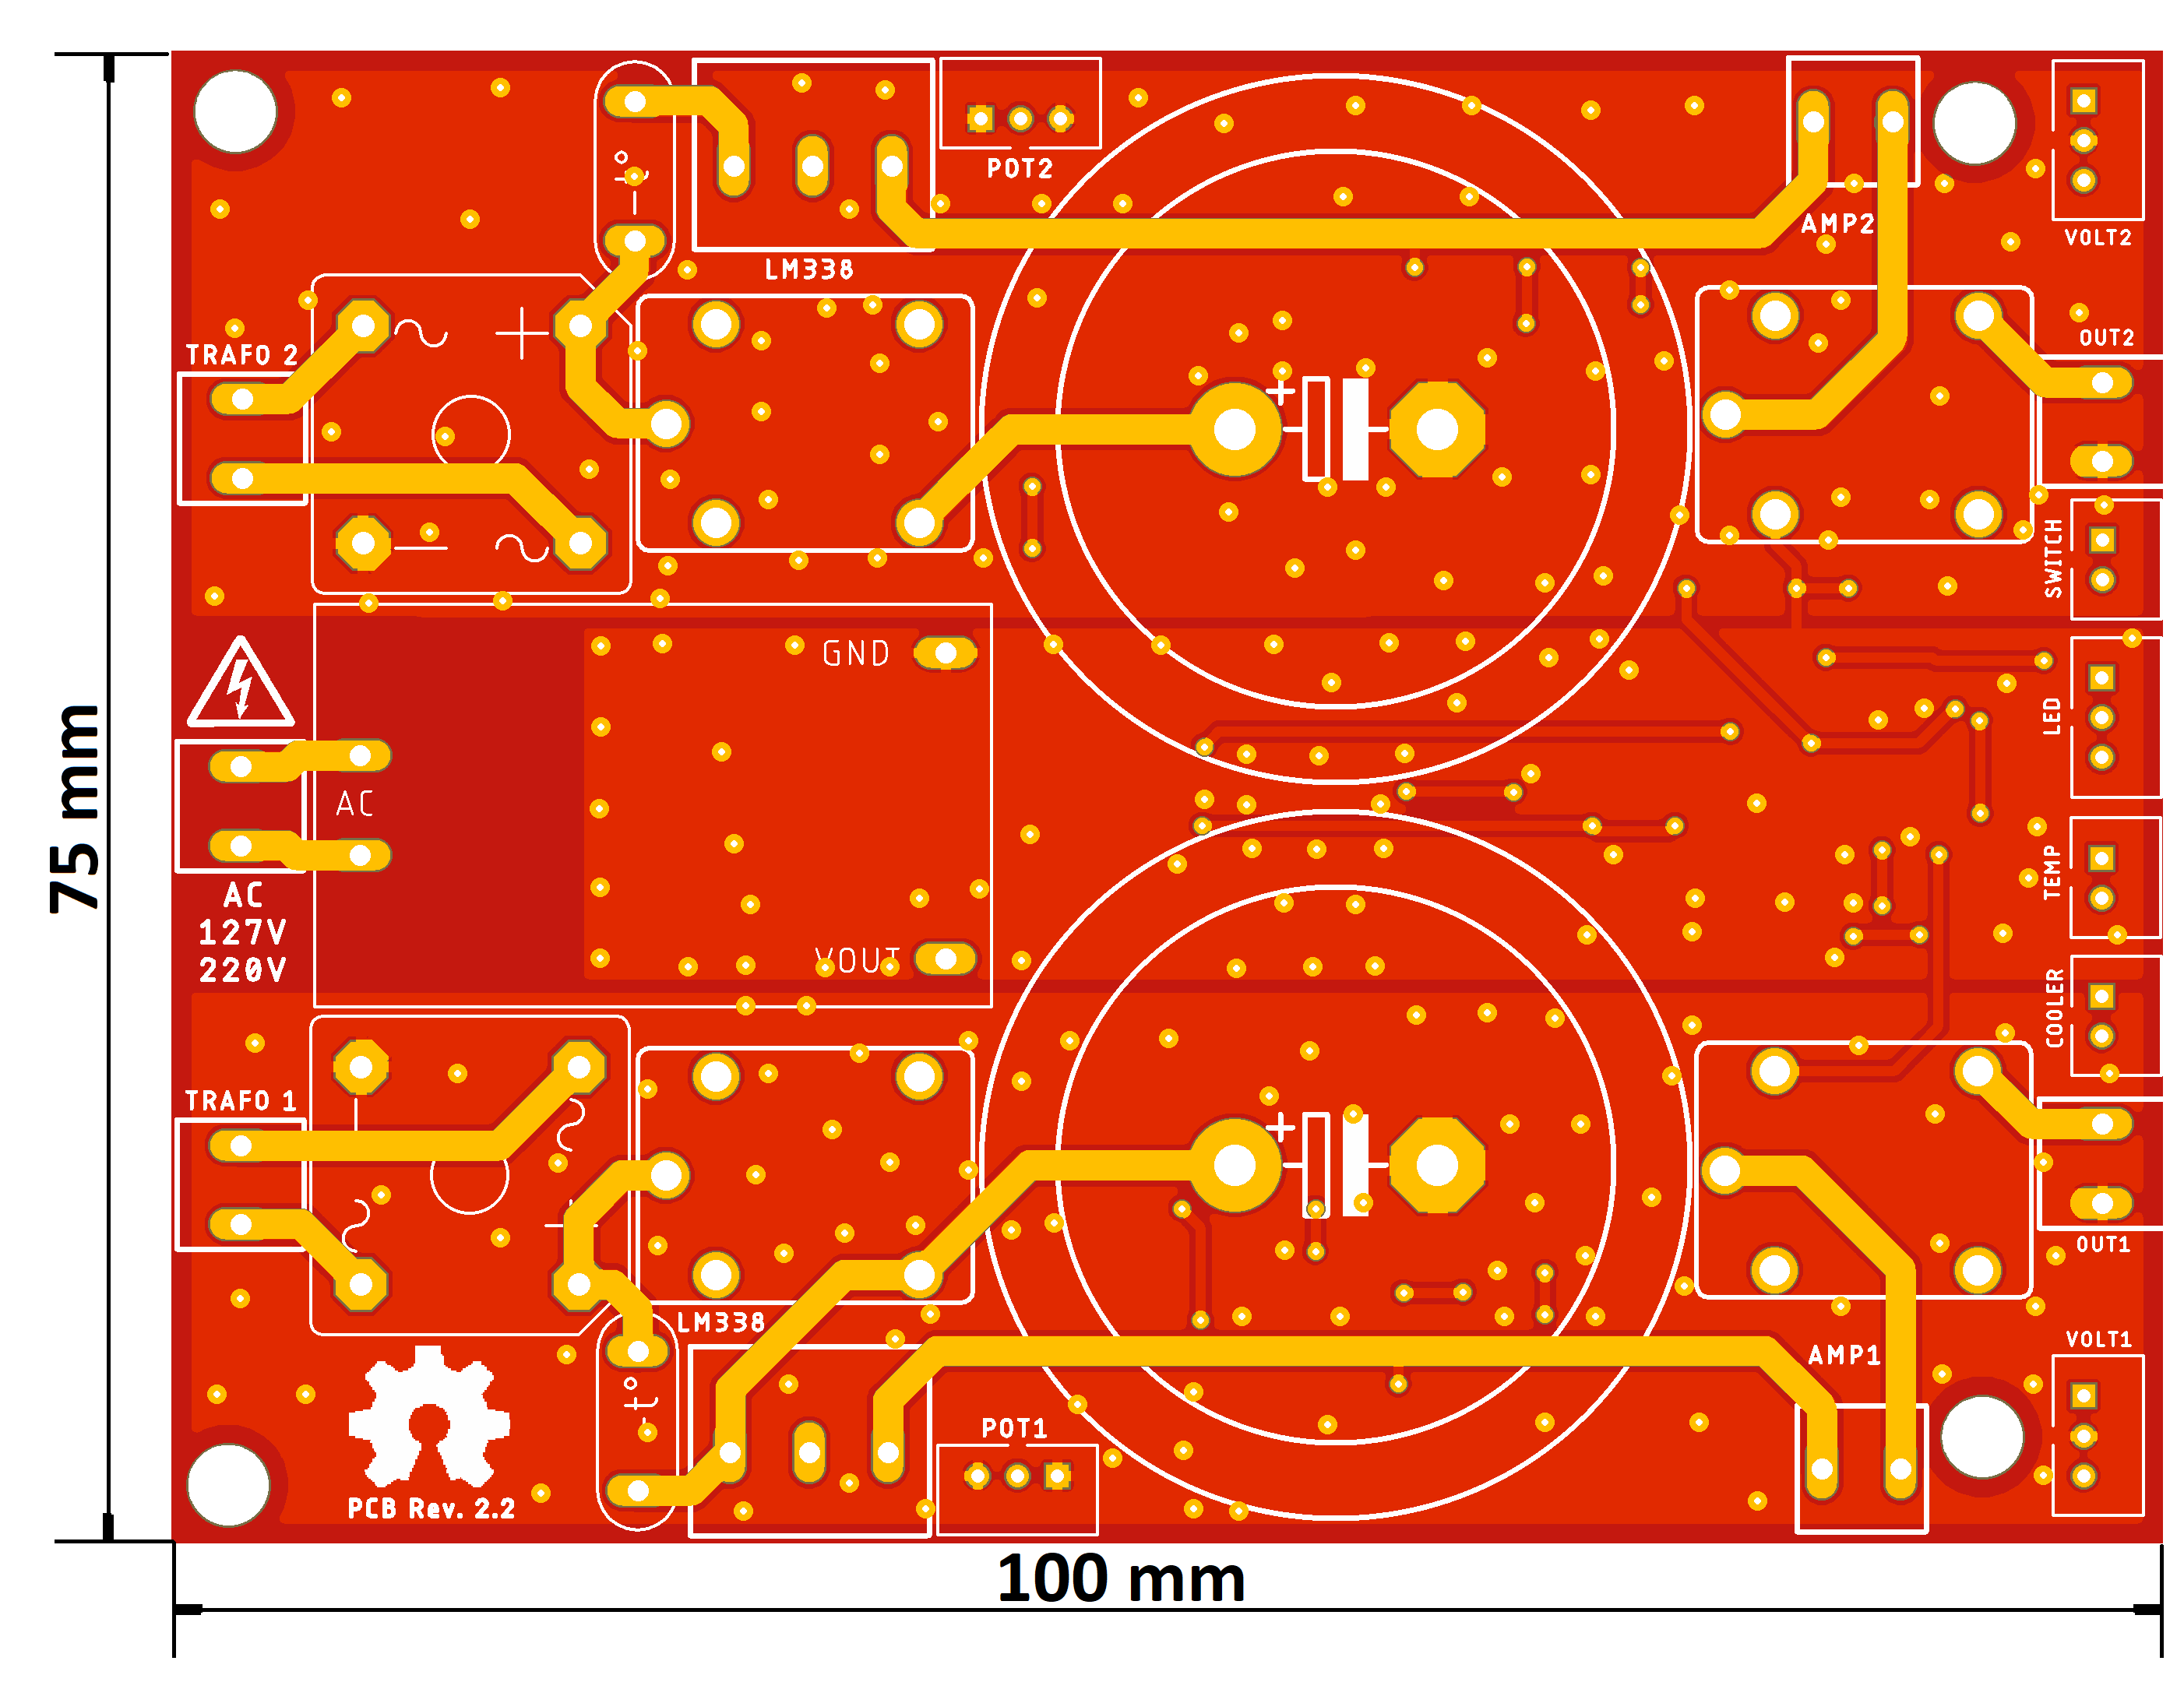 POT2
AMP2
VOLT2
LM338
t°
TRAFO 2
OUT2
SWITCH
GND
LED
75 mm
AC
AC
127V
220V
TEMP
VOUT
COOLER
TRAFO 1
OUT1
LM338
VOLT1
AMP1
-t°
POT1
PCB Rev. 2.2
100 mm